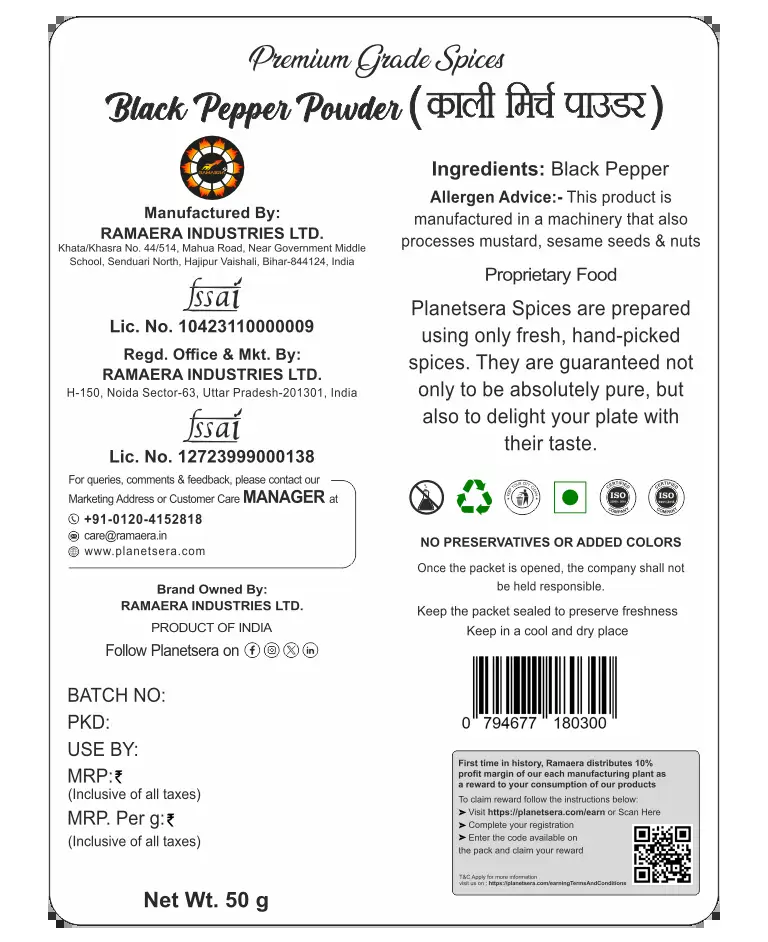 Premium Grade Spices
Black Pepper Powder (काली मिर्च पाउडर)
RAMAERA
Manufactured By:
RAMAERA INDUSTRIES LTD.
Khata/Khasra No. 44/514, Mahua Road, Near Government Middle
School, Senduari North, Hajipur Vaishali, Bihar-844124, India
fssai
Lic. No. 10423110000009
Regd. Office & Mkt. By:
RAMAERA INDUSTRIES LTD.
H-150, Noida Sector-63, Uttar Pradesh-201301, India
fssai
Lic. No. 12723999000138
For queries, comments & feedback, please contact our
Marketing Address or Customer Care MANAGER at
+91-0120-4152818
care@ramaera.in
www.planetsera.com
Brand Owned By:
RAMAERA INDUSTRIES LTD.
PRODUCT OF INDIA
Follow Planetsera on
BATCH NO:
PKD:
USE BY:
MRP:₹
(Inclusive of all taxes)
MRP. Per g:₹
(Inclusive of all taxes)
Net Wt. 50 g
Ingredients: Black Pepper
Allergen Advice:- This product is
manufactured in a machinery that also
processes mustard, sesame seeds & nuts
Proprietary Food
Planetsera Spices are prepared
using only fresh, hand-picked
spices. They are guaranteed not
only to be absolutely pure, but
also to delight your plate with
their taste.
CERTIFIED
ISO
COMPANY
CERTIFIED
ISO
COMPANY
NO PRESERVATIVES OR ADDED COLORS
Once the packet is opened, the company shall not
be held responsible.
Keep the packet sealed to preserve freshness
Keep in a cool and dry place
0 794677 180300
First time in history, Ramaera distributes 10%
profit margin of our each manufacturing plant as
a reward to your consumption of our products
To claim reward follow the instructions below:
➤ Visit https://planetsera.com/earn or Scan Here
➤ Complete your registration
➤ Enter the code available on
the pack and claim your reward
T&C Apply for more information
visit us on : https://planetsera.com/earningTermsAndConditions